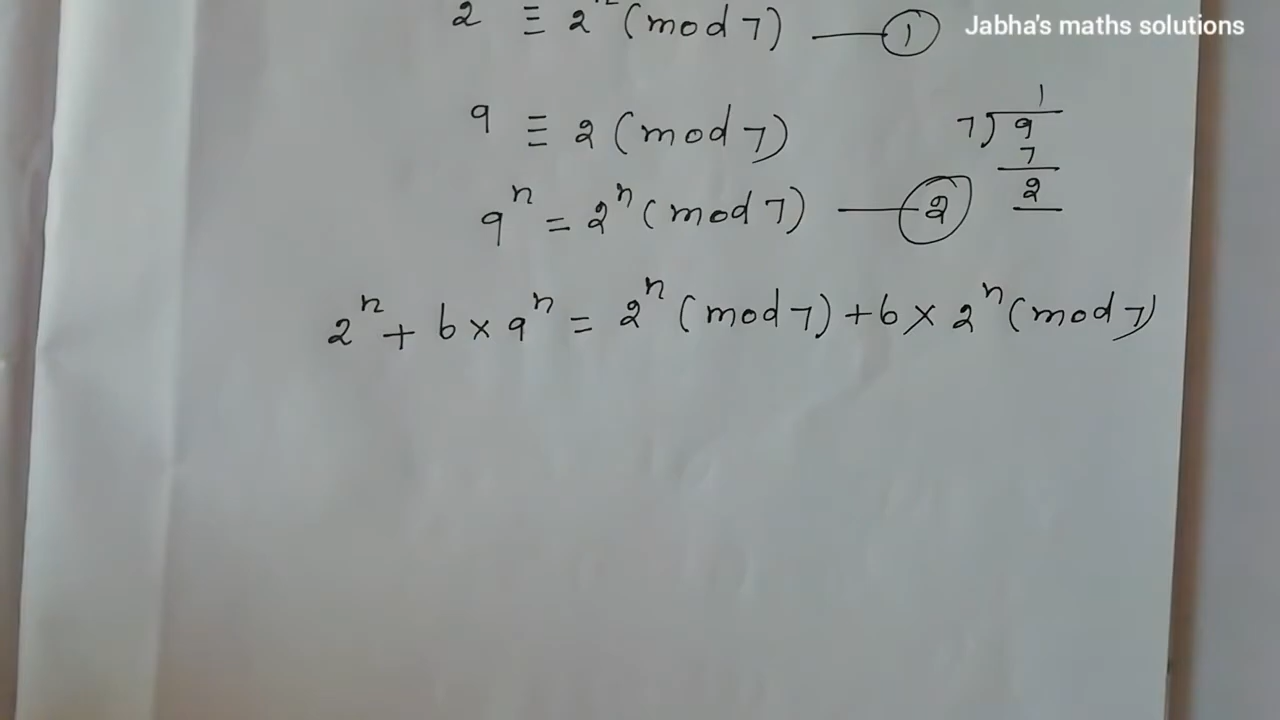 Jabha's maths solutions
2 ≡ 2ⁿ (mod 7) —— ①
9 ≡ 2 (mod 7)
1
7) 9
7
2
9ⁿ = 2ⁿ (mod 7) —— ②
2ⁿ + 6 × 9ⁿ = 2ⁿ (mod 7) + 6 × 2ⁿ (mod 7)